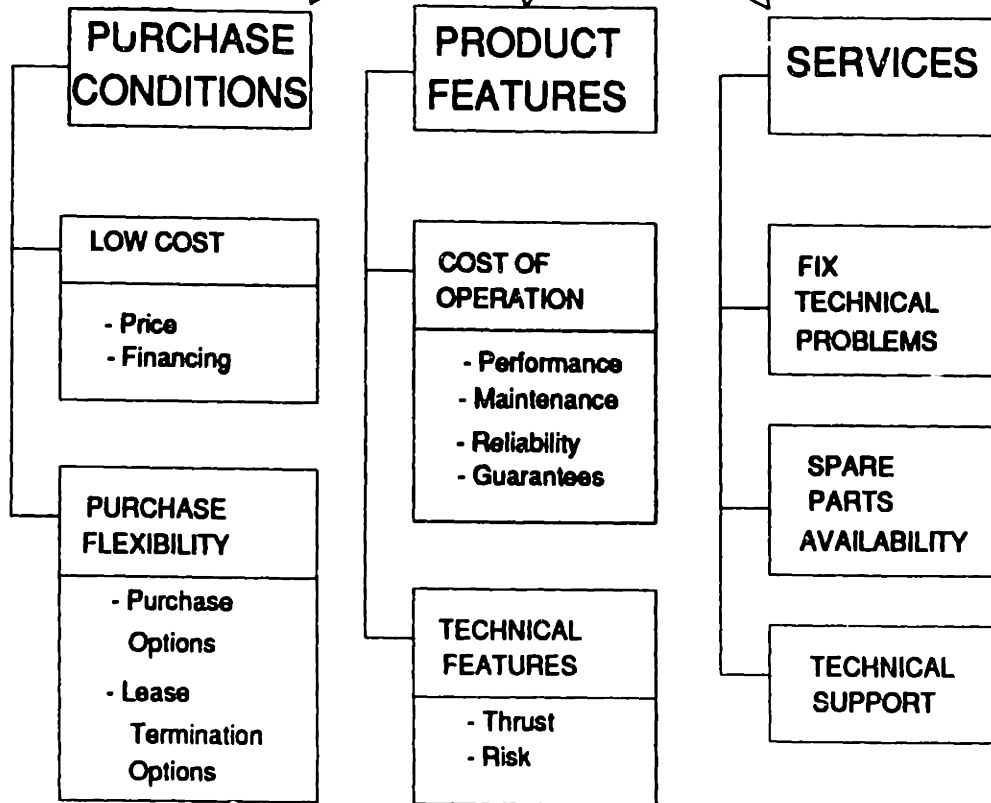 PURCHASE
CONDITIONS
LOW COST
- Price
- Financing
PURCHASE
FLEXIBILITY
- Purchase
Options
- Lease
Termination
Options
PRODUCT
FEATURES
COST OF
OPERATION
- Performance
- Maintenance
- Reliability
- Guarantees
TECHNICAL
FEATURES
- Thrust
- Risk
SERVICES
FIX
TECHNICAL
PROBLEMS
SPARE
PARTS
AVAILABILITY
TECHNICAL
SUPPORT